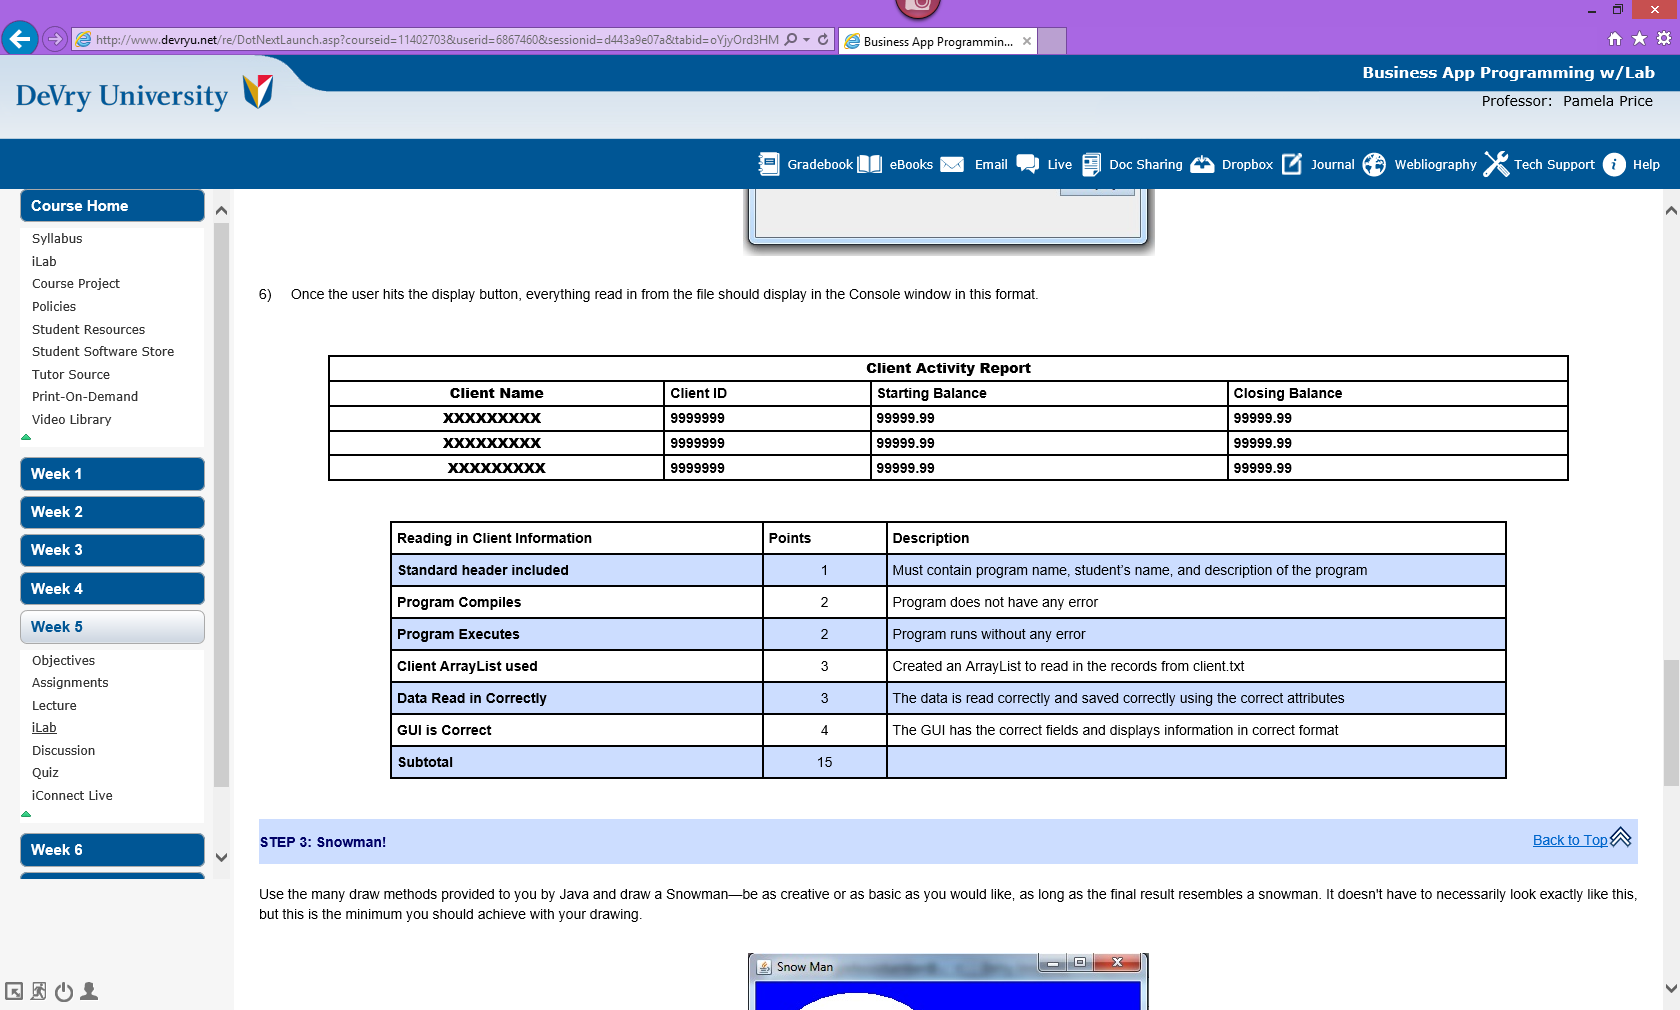 http://www.devryu.net/re/DotNextLaunch.asp?courseid=11402703&userid=6867460&sessionid=d443a9e07a&tabid=oYjyOrd3HM
Business App Programmin...
DeVry University
Business App Programming w/Lab
Professor: Pamela Price
Gradebook eBooks Email Live Doc Sharing Dropbox Journal Webliography Tech Support Help
Course Home
Syllabus
iLab
Course Project
Policies
Student Resources
Student Software Store
Tutor Source
Print-On-Demand
Video Library
Week 1
Week 2
Week 3
Week 4
Week 5
Objectives
Assignments
Lecture
iLab
Discussion
Quiz
iConnect Live
Week 6
6) Once the user hits the display button, everything read in from the file should display in the Console window in this format.
Client Activity Report
Client Name Client ID Starting Balance Closing Balance
XXXXXXXXX 9999999 99999.99 99999.99
XXXXXXXXX 9999999 99999.99 99999.99
XXXXXXXXX 9999999 99999.99 99999.99
Reading in Client Information Points Description
Standard header included 1 Must contain program name, student’s name, and description of the program
Program Compiles 2 Program does not have any error
Program Executes 2 Program runs without any error
Client ArrayList used 3 Created an ArrayList to read in the records from client.txt
Data Read in Correctly 3 The data is read correctly and saved correctly using the correct attributes
GUI is Correct 4 The GUI has the correct fields and displays information in correct format
Subtotal 15
STEP 3: Snowman!
Back to Top
Use the many draw methods provided to you by Java and draw a Snowman—be as creative or as basic as you would like, as long as the final result resembles a snowman. It doesn't have to necessarily look exactly like this,
but this is the minimum you should achieve with your drawing.
Snow Man